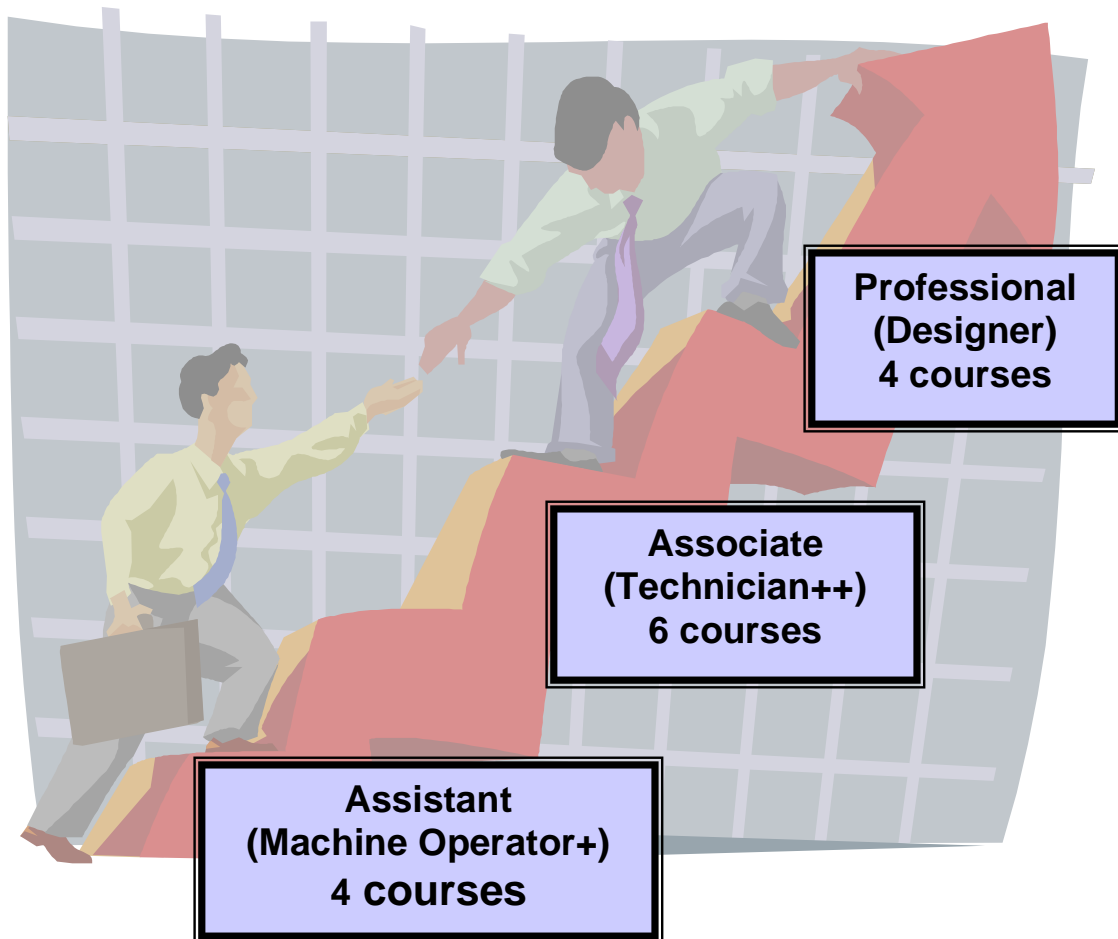 Professional
(Designer)
4 courses
Associate
(Technician++)
6 courses
Assistant
(Machine Operator+)
4 courses